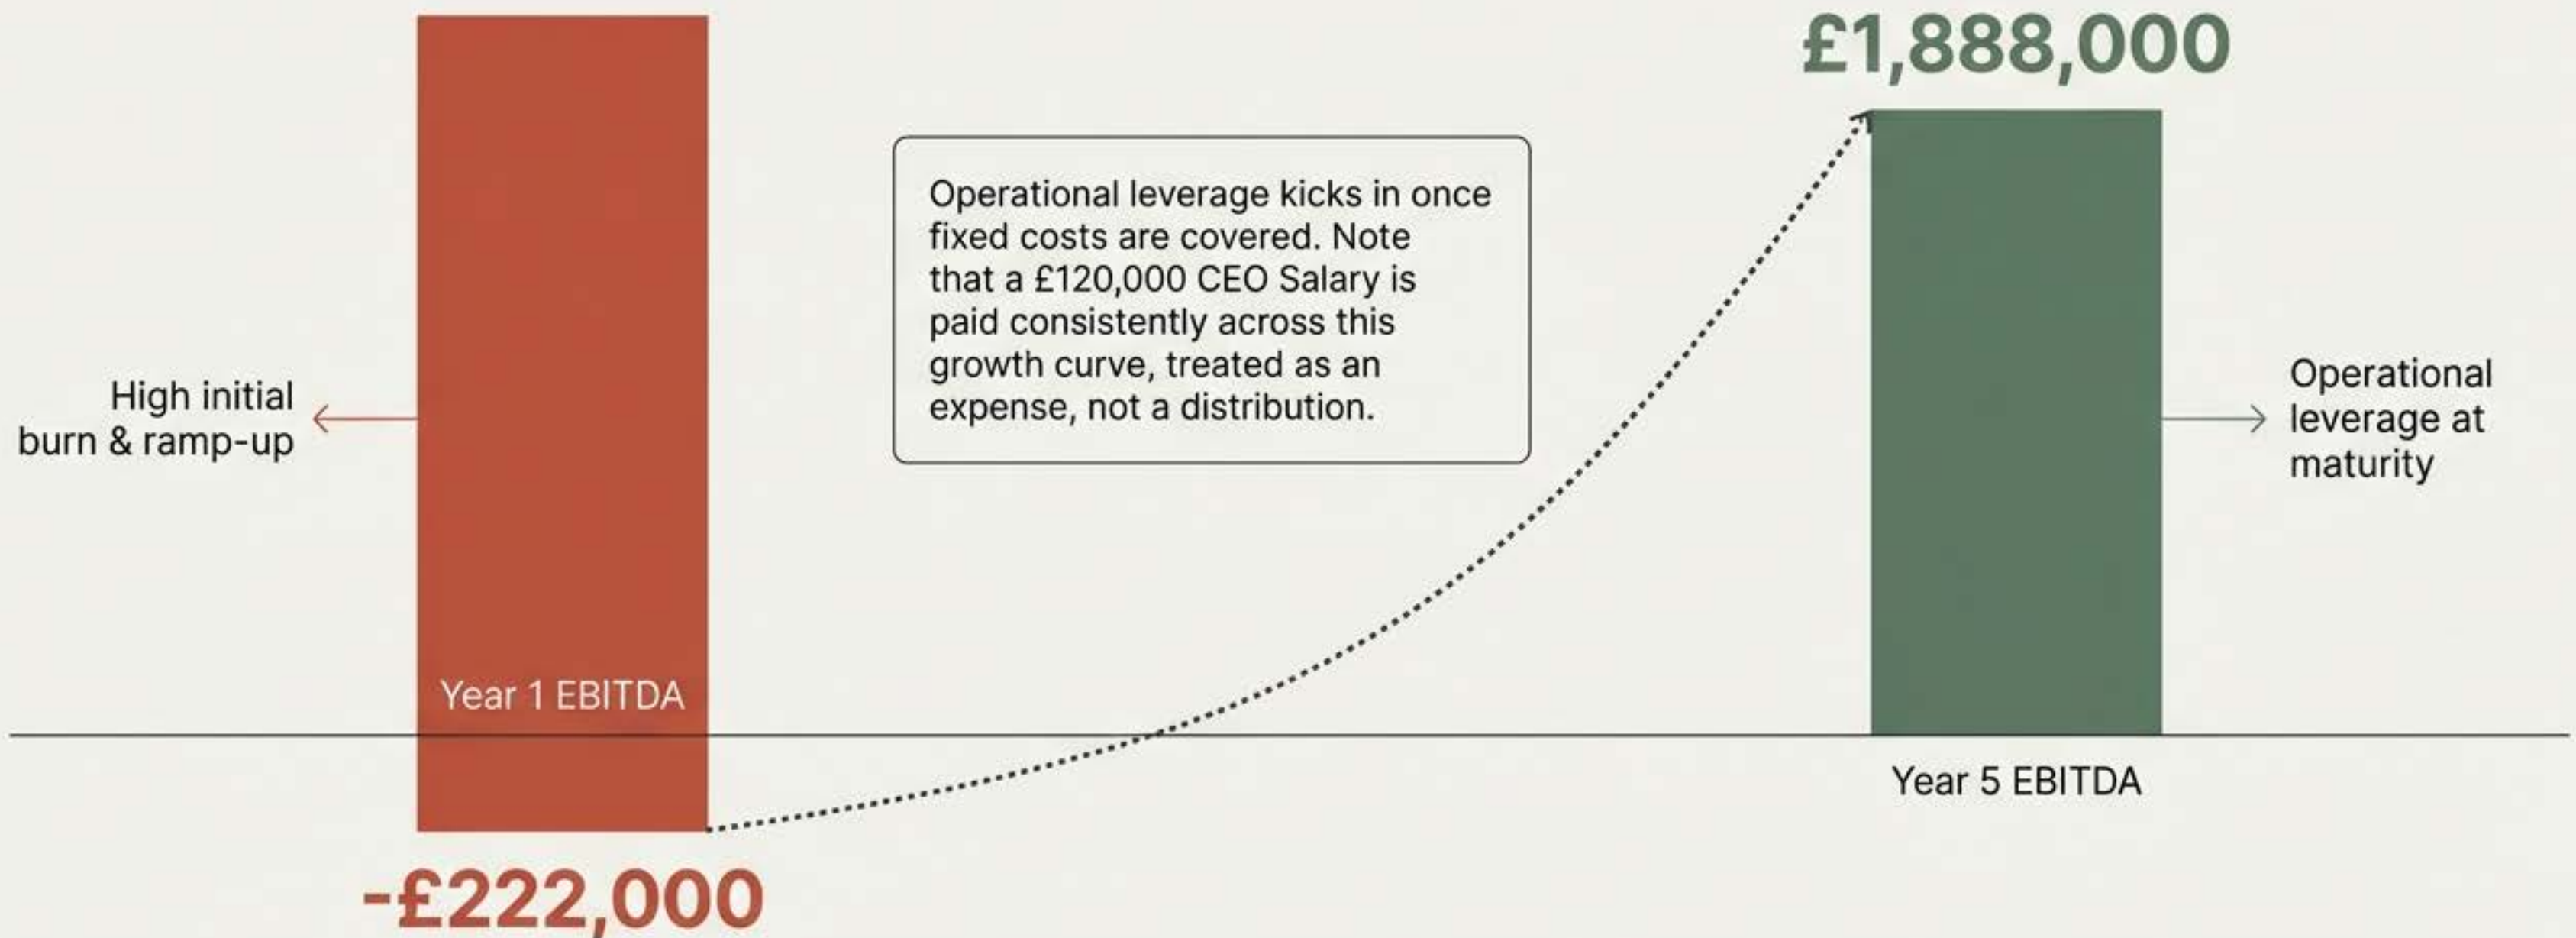 £1,888,000
Operational leverage kicks in once
fixed costs are covered. Note
that a £120,000 CEO Salary is
paid consistently across this
growth curve, treated as an
expense, not a distribution.
High initial
burn & ramp-up
Operational
leverage at
maturity
Year 1 EBITDA
Year 5 EBITDA
-£222,000